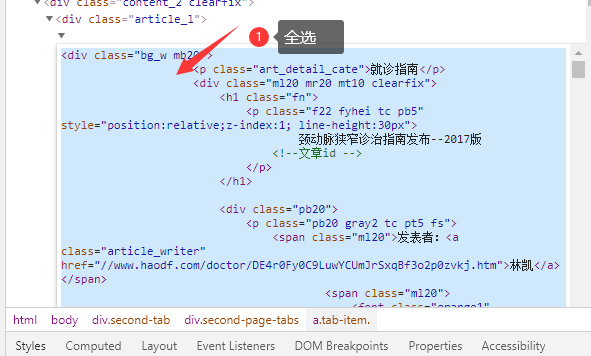 <div class="content_2 clearfix">
<div class="article_l">
1 全选
<div class="bg_w mb20">
<p class="art_detail_cate">就诊指南</p>
<div class="ml20 mr20 mt10 clearfix">
<h1 class="fn">
<p class="f22 fyhei tc pb5"
style="position:relative;z-index:1; line-height:30px">
颈动脉狭窄诊治指南发布--2017版
<!--文章id -->
</p>
</h1>
<div class="pb20">
<p class="pb20 gray2 tc pt5 fs">
<span class="ml20">发表者：<a
class="article_writer"
href="//www.haodf.com/doctor/DE4r0Fy0C9LuwYCUmJrSxqBf3o2p0zvkj.htm">林凯</a>
</span>
<span class="ml20">
<font class="orange1"
html body div.second-tab div.second-page-tabs a.tab-item.
Styles Computed Layout Event Listeners DOM Breakpoints Properties Accessibility